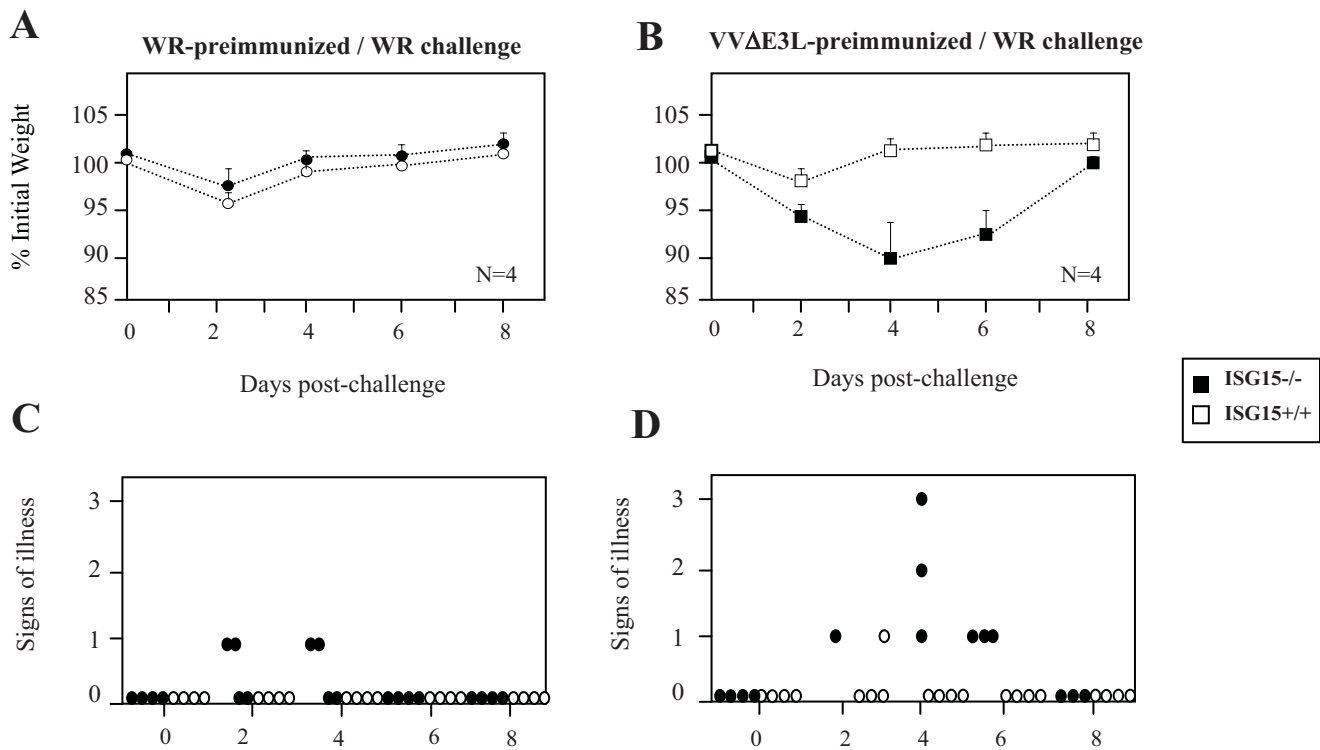 A
WR-preimmunized / WR challenge
% Initial Weight
105
100
95
90
85
N=4
0 2 4 6 8
Days post-challenge
B
VVΔE3L-preimmunized / WR challenge
105
100
95
90
85
N=4
0 2 4 6 8
Days post-challenge
ISG15-/-
ISG15+/+
C
Signs of illness
3
2
1
0
0 2 4 6 8
D
Signs of illness
3
2
1
0
0 2 4 6 8